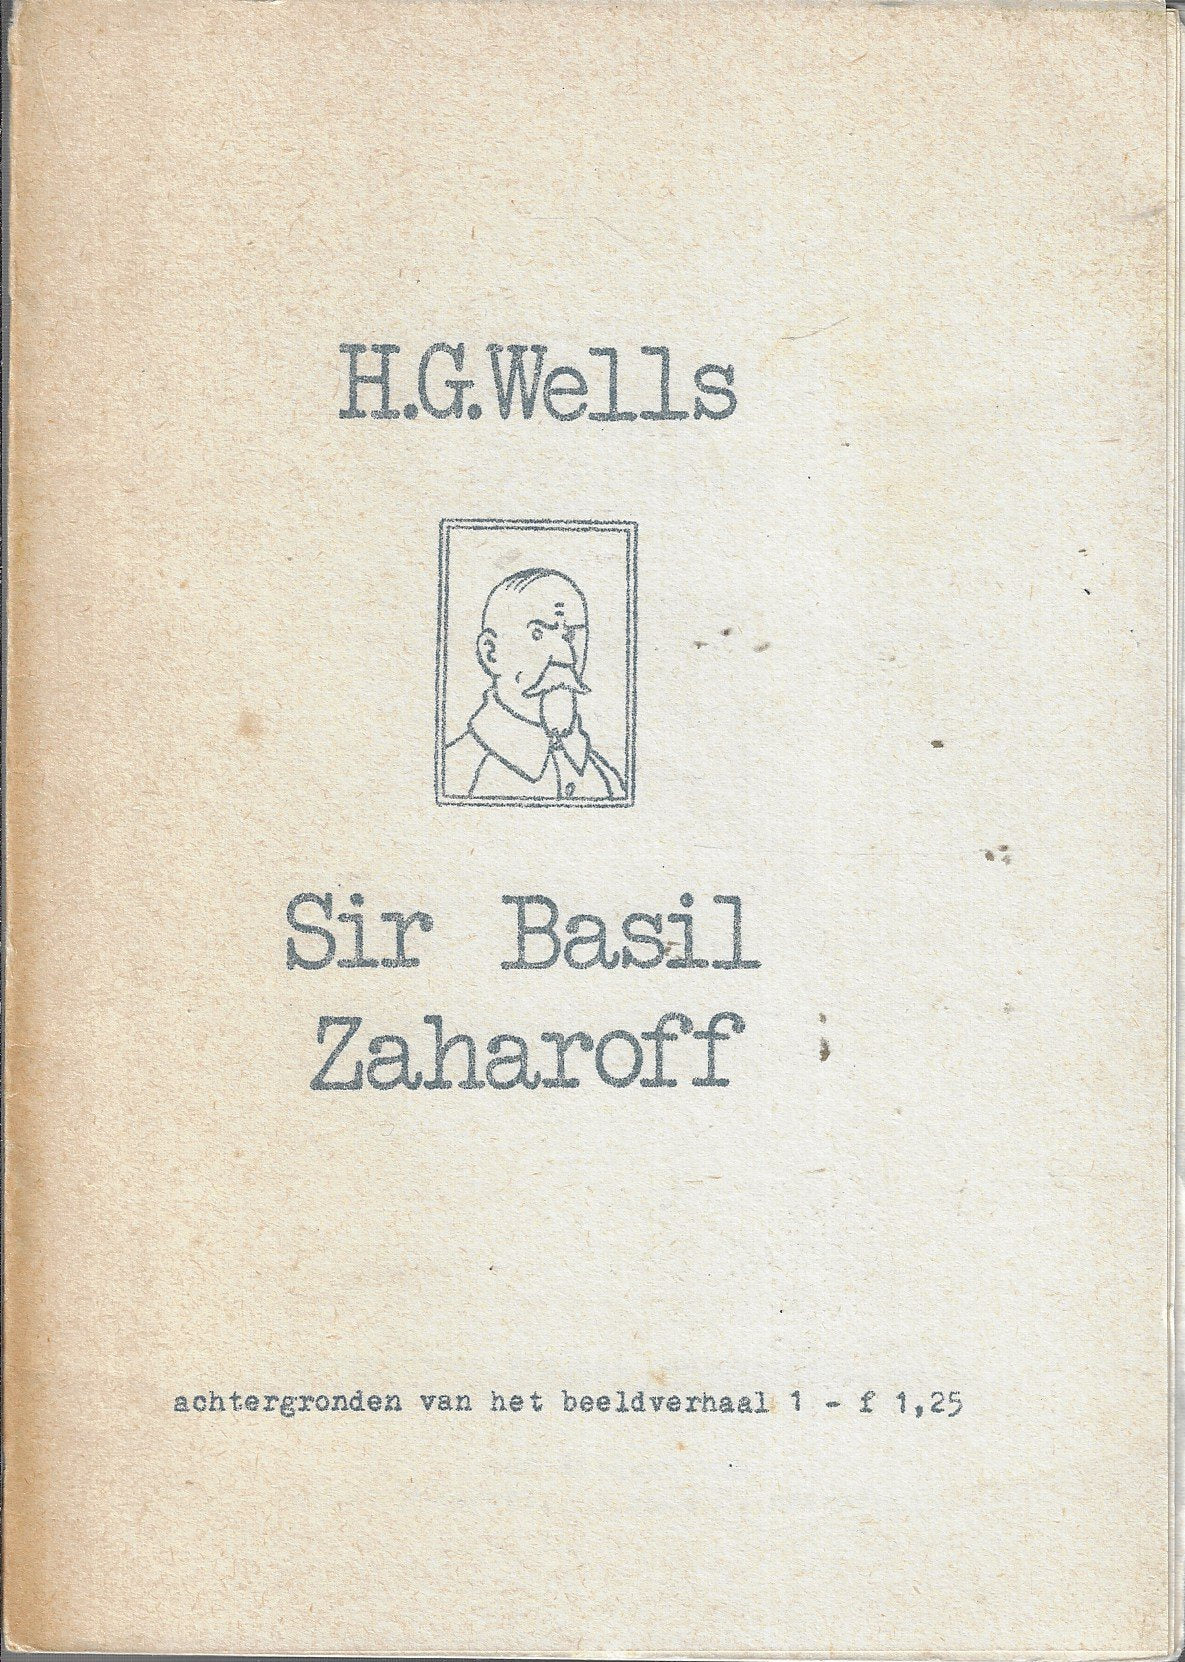 H.G.Wells
Sir Basil
Zaharoff
achtergronden van het beeldverhaal 1 - f 1,25